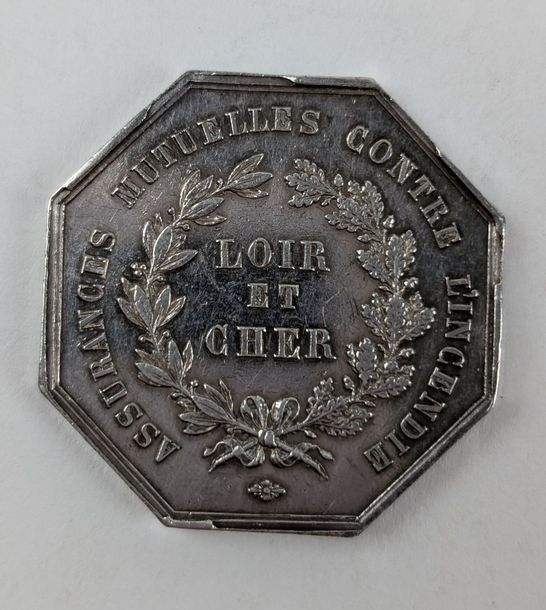 ASSURANCES MUTUELLES CONTRE L'INCENDIE
LOIR
ET
CHER